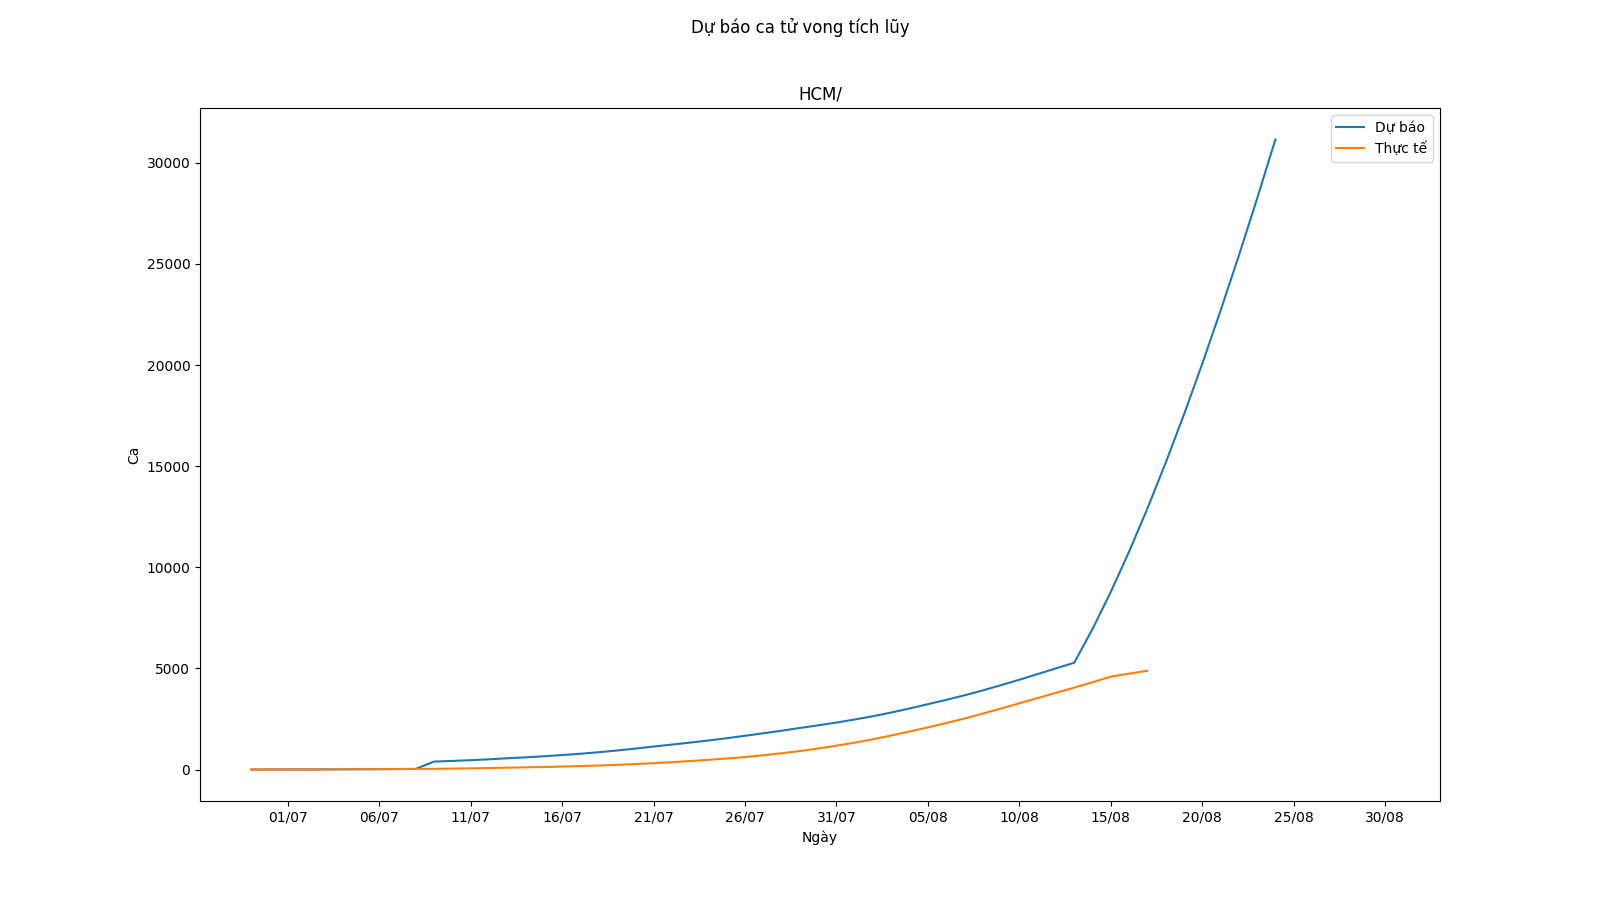 Dự báo ca tử vong tích lũy
HCM/
Dự báo
Thực tế
30000
25000
20000
15000
10000
5000
0
Ca
01/07 06/07 11/07 16/07 21/07 26/07 31/07 05/08 10/08 15/08 20/08 25/08 30/08
Ngày